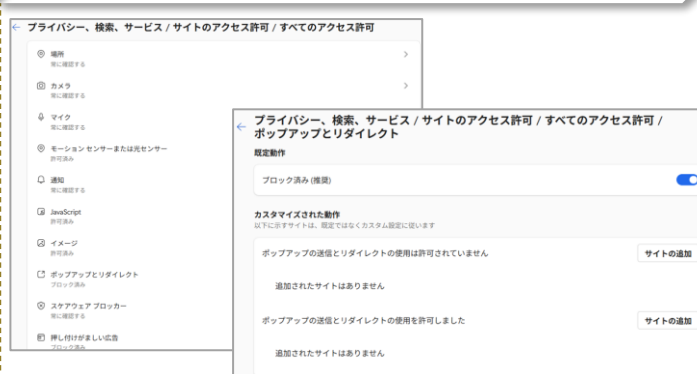 プライバシー、検索、サービス / サイトのアクセス許可 / すべてのアクセス許可
場所
常に確認する
カメラ
常に確認する
マイク
常に確認する
モーション センサーまたは光センサー
許可済み
通知
常に確認する
JavaScript
許可済み
イメージ
許可済み
ポップアップとリダイレクト
ブロック済み
スケアウェア ブロッカー
常に確認する
押し付けがましい広告
ブロック済み
プライバシー、検索、サービス / サイトのアクセス許可 / すべてのアクセス許可 /
ポップアップとリダイレクト
既定動作
ブロック済み (推奨)
カスタマイズされた動作
以下に示すサイトは、既定ではなくカスタム設定に従います
ポップアップの送信とリダイレクトの使用は許可されていません
サイトの追加
追加されたサイトはありません
ポップアップの送信とリダイレクトの使用を許可しました
サイトの追加
追加されたサイトはありません